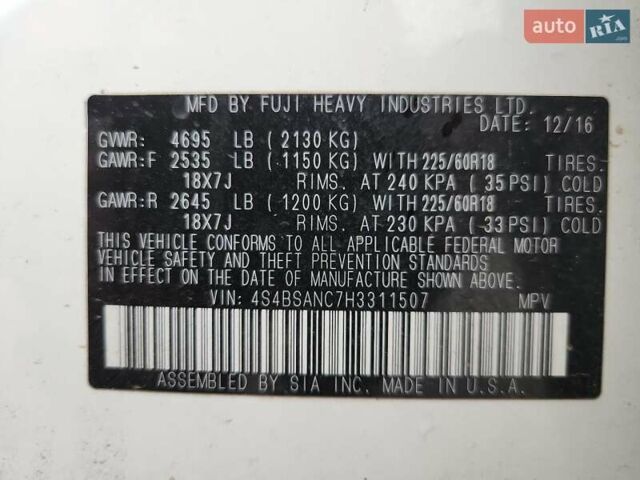 auto RIA
.com
MFD BY FUJI HEAVY INDUSTRIES LTD.
DATE: 12/16
GVWR: 4695 LB (2130 KG)
GAWR:F 2535 LB (1150 KG) WITH 225/60R18 TIRES.
18X7J RIMS. AT 240 KPA (35 PSI) COLD
GAWR:R 2645 LB (1200 KG) WITH 225/60R18 TIRES.
18X7J RIMS. AT 230 KPA (33 PSI) COLD
THIS VEHICLE CONFORMS TO ALL APPLICABLE FEDERAL MOTOR
VEHICLE SAFETY AND THEFT PREVENTION STANDARDS
IN EFFECT ON THE DATE OF MANUFACTURE SHOWN ABOVE.
VIN: 4S4BSANC7H3311507 MPV
ASSEMBLED BY SIA INC. MADE IN U.S.A.